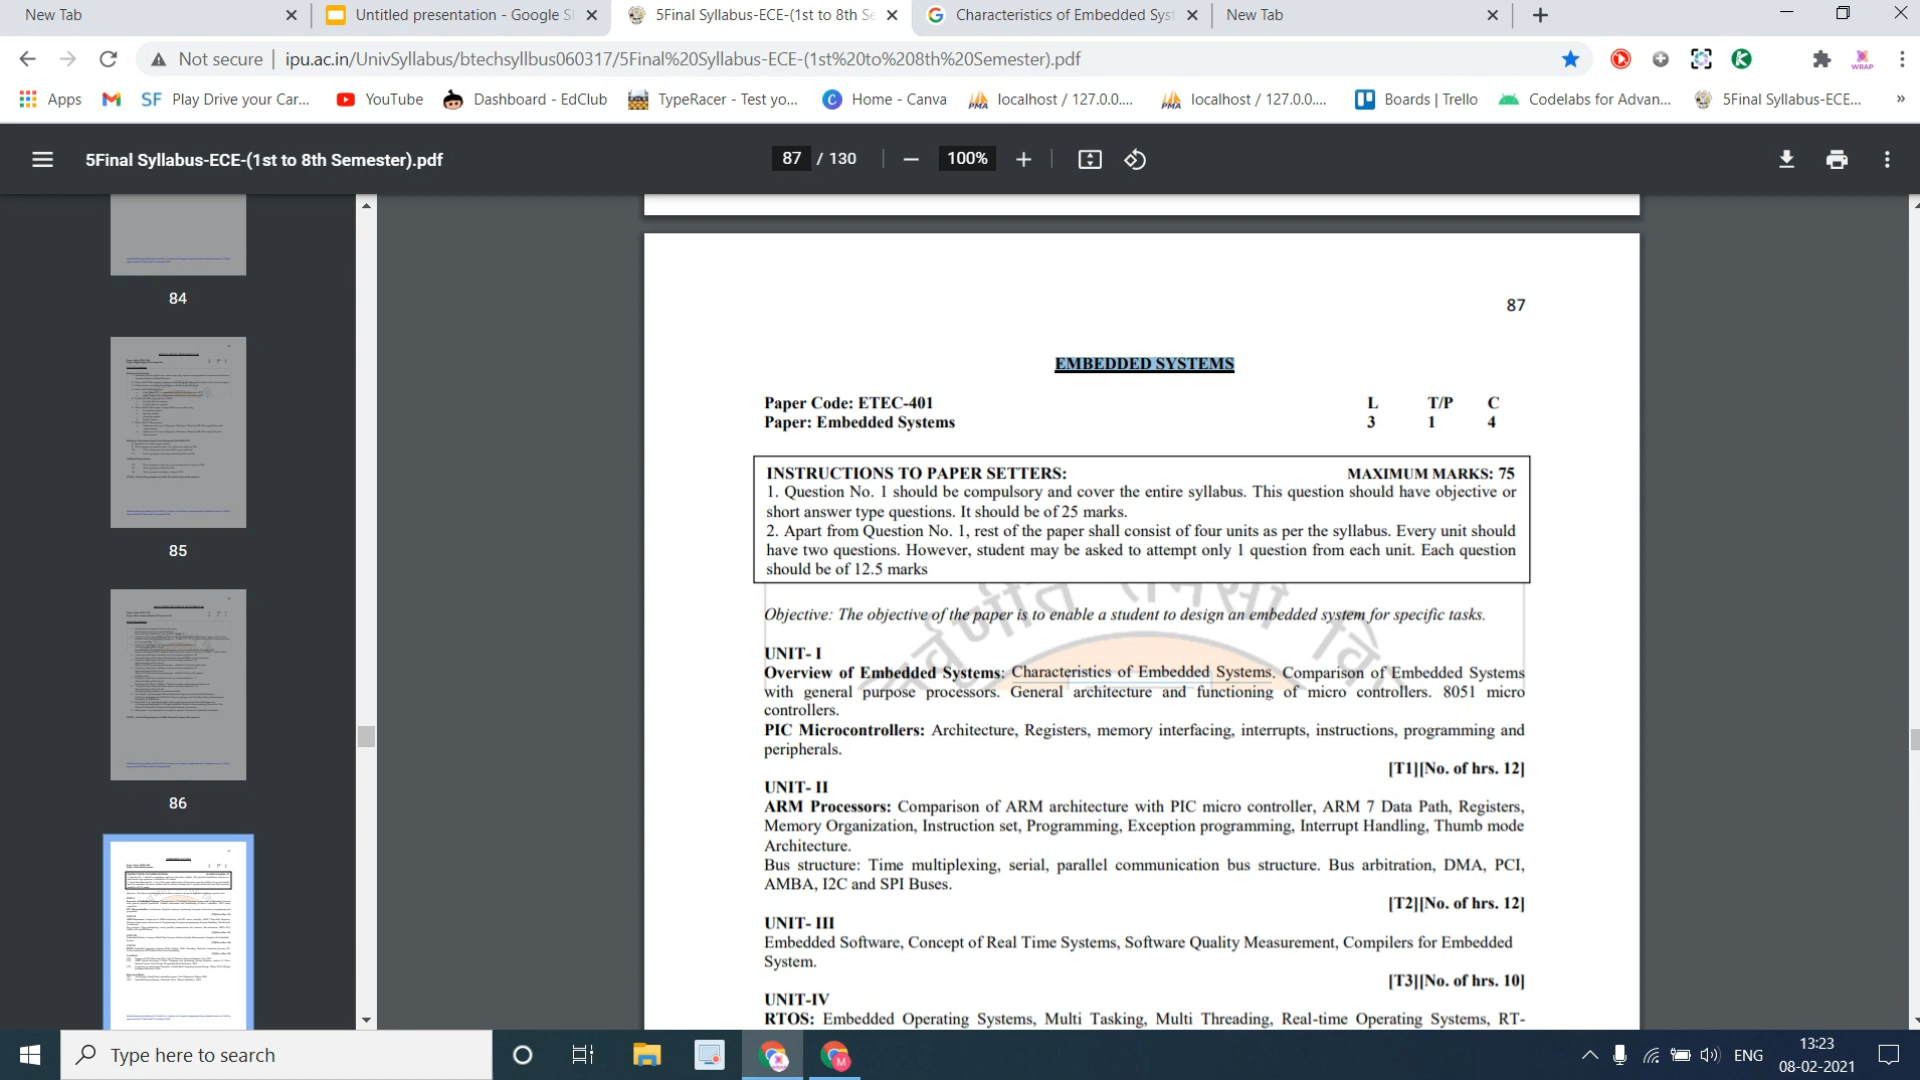 New Tab
Untitled presentation - Google Sl
5Final Syllabus-ECE-(1st to 8th Se
Characteristics of Embedded Syst
New Tab
Not secure
ipu.ac.in/UnivSyllabus/btechsyllbus060317/5Final%20Syllabus-ECE-(1st%20to%208th%20Semester).pdf
WRAP
Apps
SF Play Drive your Car...
YouTube
Dashboard - EdClub
TypeRacer - Test yo...
Home - Canva
PMA localhost / 127.0.0....
PMA localhost / 127.0.0....
Boards | Trello
Codelabs for Advan...
5Final Syllabus-ECE...
»
5Final Syllabus-ECE-(1st to 8th Semester).pdf
87 / 130
100%
84
85
86
87
EMBEDDED SYSTEMS
Paper Code: ETEC-401 L T/P C
Paper: Embedded Systems 3 1 4
INSTRUCTIONS TO PAPER SETTERS: MAXIMUM MARKS: 75
1. Question No. 1 should be compulsory and cover the entire syllabus. This question should have objective or
short answer type questions. It should be of 25 marks.
2. Apart from Question No. 1, rest of the paper shall consist of four units as per the syllabus. Every unit should
have two questions. However, student may be asked to attempt only 1 question from each unit. Each question
should be of 12.5 marks
Objective: The objective of the paper is to enable a student to design an embedded system for specific tasks.
UNIT- I
Overview of Embedded Systems: Characteristics of Embedded Systems, Comparison of Embedded Systems
with general purpose processors. General architecture and functioning of micro controllers. 8051 micro
controllers.
PIC Microcontrollers: Architecture, Registers, memory interfacing, interrupts, instructions, programming and
peripherals.
[T1][No. of hrs. 12]
UNIT- II
ARM Processors: Comparison of ARM architecture with PIC micro controller, ARM 7 Data Path, Registers,
Memory Organization, Instruction set, Programming, Exception programming, Interrupt Handling, Thumb mode
Architecture.
Bus structure: Time multiplexing, serial, parallel communication bus structure. Bus arbitration, DMA, PCI,
AMBA, I2C and SPI Buses.
[T2][No. of hrs. 12]
UNIT- III
Embedded Software, Concept of Real Time Systems, Software Quality Measurement, Compilers for Embedded
System.
[T3][No. of hrs. 10]
UNIT-IV
RTOS: Embedded Operating Systems, Multi Tasking, Multi Threading, Real-time Operating Systems, RT-
Type here to search
ENG
13:23
08-02-2021